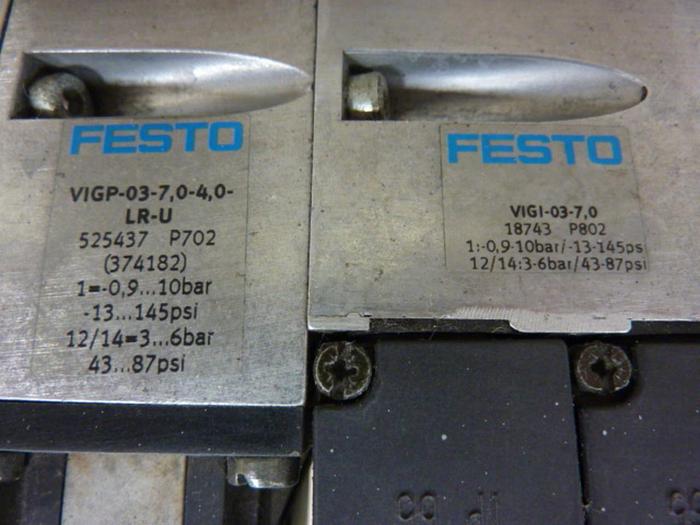 FESTO
VIGP-03-7,0-4,0-
LR-U
525437 P702
(374182)
1=-0,9...10bar
-13...145psi
12/14=3...6bar
43...87psi
FESTO
VIGI-03-7,0
18743 P802
1:-0,9-10bar/-13-145psi
12/14:3-6bar/43-87psi